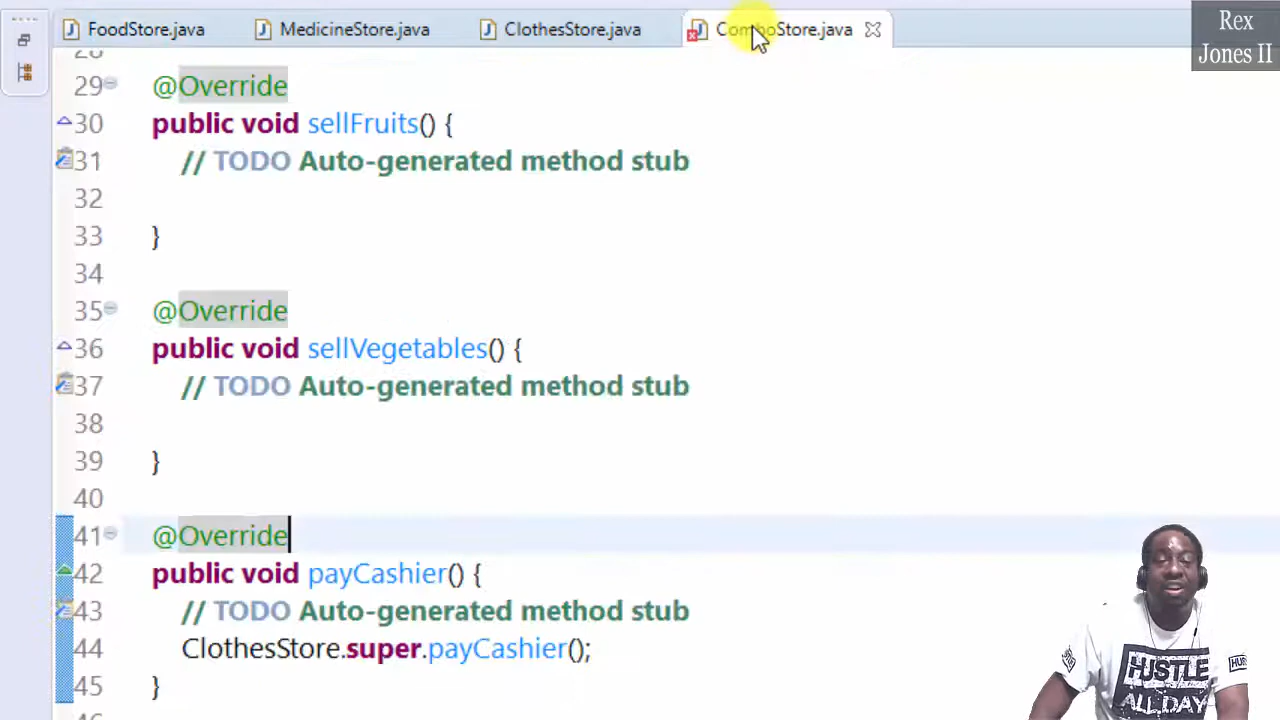 FoodStore.java MedicineStore.java ClothesStore.java ComboStore.java
Rex
Jones II
29 @Override
30 public void sellFruits() {
31 // TODO Auto-generated method stub
32
33 }
34
35 @Override
36 public void sellVegetables() {
37 // TODO Auto-generated method stub
38
39 }
40
41 @Override
42 public void payCashier() {
43 // TODO Auto-generated method stub
44 ClothesStore.super.payCashier();
45 }
HUSTLE
ALL DAY